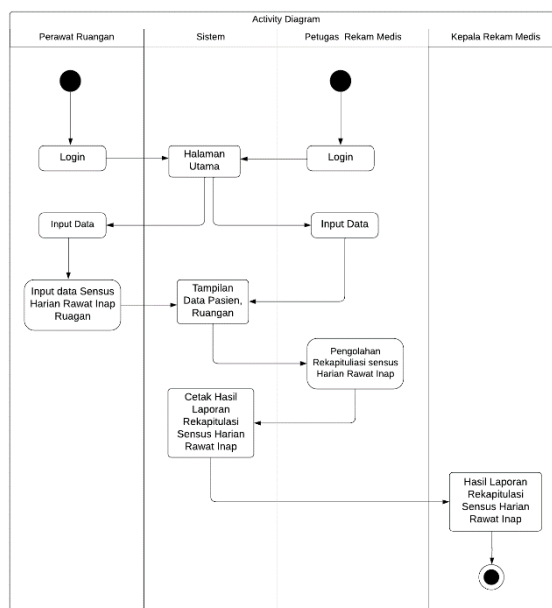 Activity Diagram
Perawat Ruangan
Sistem
Petugas Rekam Medis
Kepala Rekam Medis
Login
Halaman
Utama
Login
Input Data
Input Data
Input data Sensus
Harian Rawat Inap
Ruagan
Tampilan
Data Pasien,
Ruangan
Pengolahan
Rekapituliasi sensus
Harian Rawat Inap
Cetak Hasil
Laporan
Rekapitulasi
Sensus Harian
Rawat Inap
Hasil Laporan
Rekapitulasi
Sensus Harian
Rawat Inap